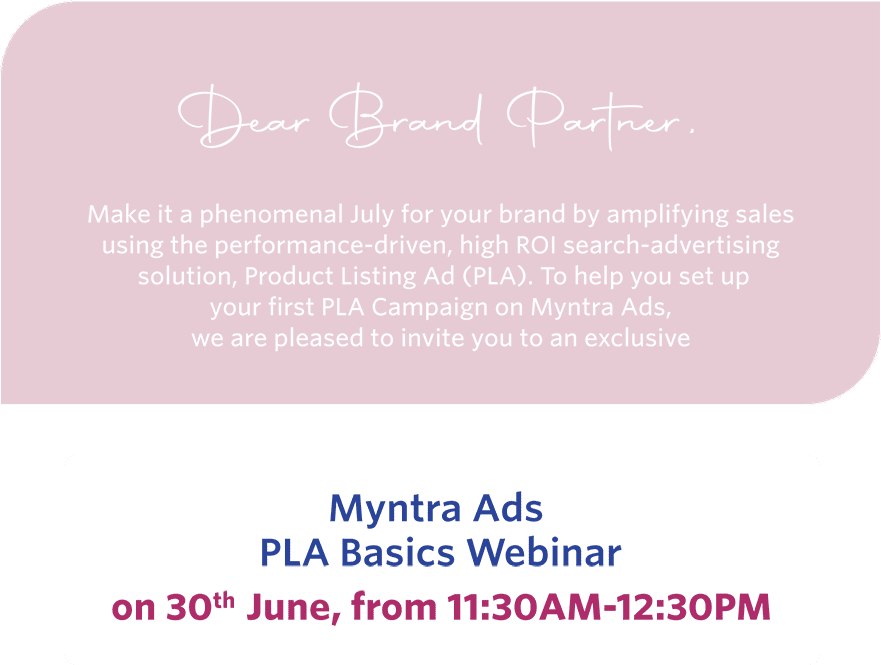 Dear Brand Partner,
Make it a phenomenal July for your brand by amplifying sales
using the performance-driven, high ROI search-advertising
solution, Product Listing Ad (PLA). To help you set up
your first PLA Campaign on Myntra Ads,
we are pleased to invite you to an exclusive
Myntra Ads
PLA Basics Webinar
on 30th June, from 11:30AM-12:30PM